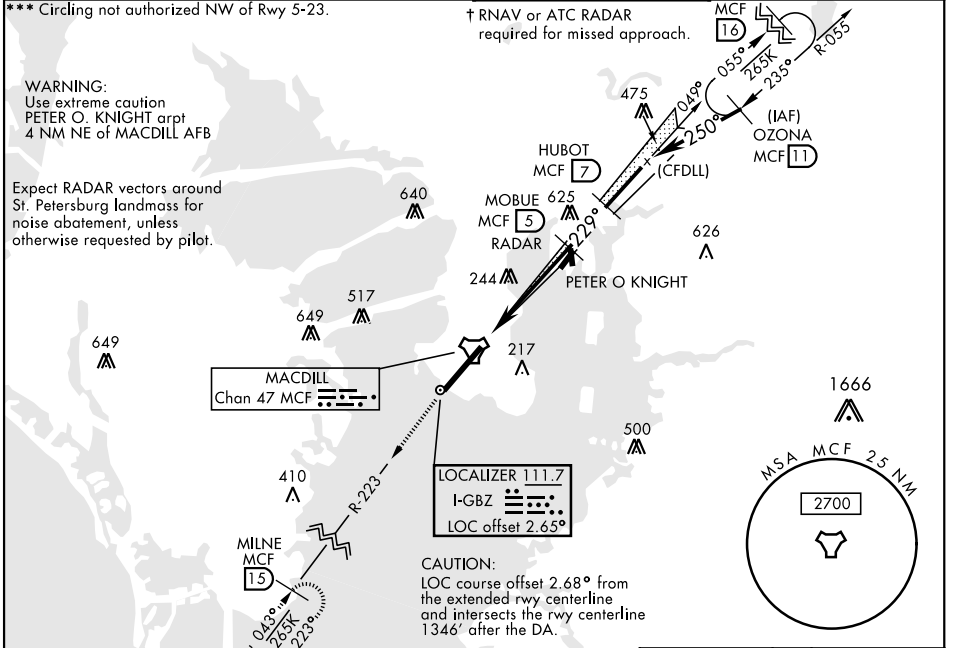 *** Circling not authorized NW of Rwy 5-23.
† RNAV or ATC RADAR
required for missed approach.
MCF
16
R-055
055°
265K
235°
WARNING:
Use extreme caution
PETER O. KNIGHT arpt
4 NM NE of MACDILL AFB
475
049°
250°
(IAF)
OZONA
MCF 11
HUBOT
MCF 7
(CFDLL)
Expect RADAR vectors around
St. Petersburg landmass for
noise abatement, unless
otherwise requested by pilot.
640
MOBUE
MCF 5
RADAR
625
229°
626
244
PETER O KNIGHT
517
649
649
217
MACDILL
Chan 47 MCF
1666
500
MSA MCF 25 NM
2700
410
R-223
LOCALIZER 111.7
I-GBZ
LOC offset 2.65°
MILNE
MCF
15
043°
265K
223°
CAUTION:
LOC course offset 2.68° from
the extended rwy centerline
and intersects the rwy centerline
1346' after the DA.